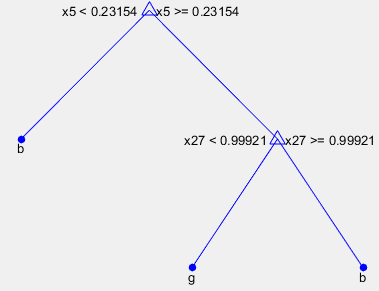 x5 < 0.23154 x5 >= 0.23154
b
x27 < 0.99921 x27 >= 0.99921
g b